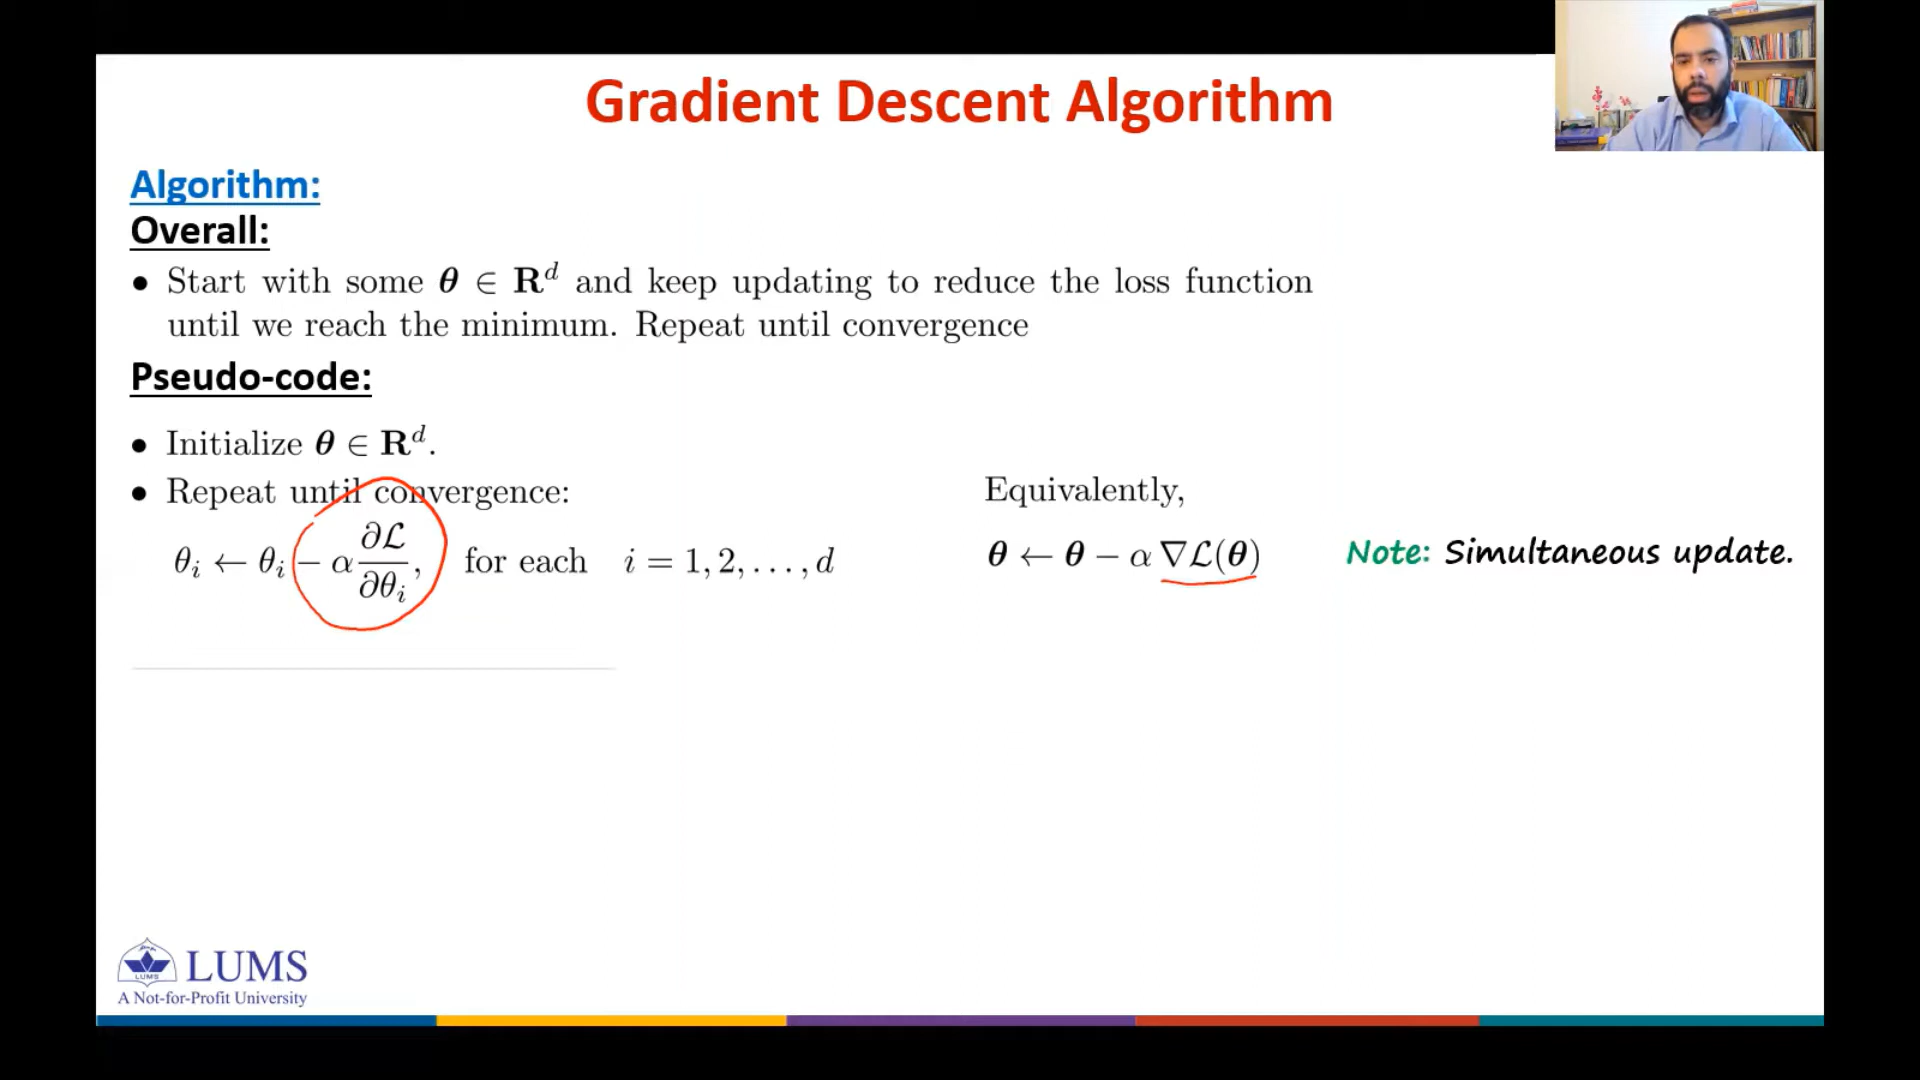 Gradient Descent Algorithm
Algorithm:
Overall:
• Start with some θ ∈ R^d and keep updating to reduce the loss function
until we reach the minimum. Repeat until convergence
Pseudo-code:
• Initialize θ ∈ R^d.
• Repeat until convergence:
θ_i ← θ_i − α ∂ℒ/∂θ_i, for each i = 1, 2, . . . , d
Equivalently,
θ ← θ − α ∇ℒ(θ)
Note: Simultaneous update.
LUMS
LUMS
A Not-for-Profit University